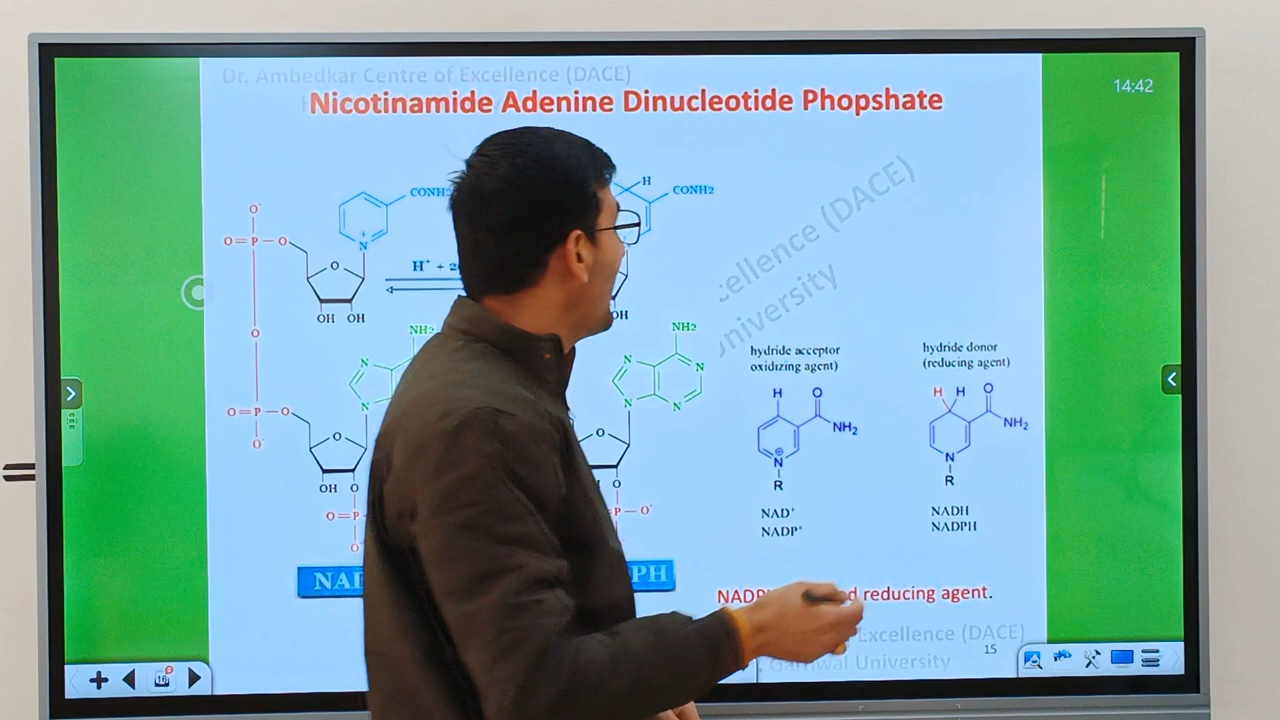 Dr. Ambedkar Centre of Excellence (DACE)
Nicotinamide Adenine Dinucleotide Phopshate
14:42
CONH2
N
+
O-
O=P—O
O
OH OH
H+ + 2
O
O=P—O
O-
NH2
N
N
O
OH O
O=P
O-
NAD
H
CONH2
OH
NH2
N
N
N
N
O
O
P—O-
PH
cellence (DACE)
University
hydride acceptor
oxidizing agent)
H O
NH2
N
R
NAD+
NADP+
hydride donor
(reducing agent)
H H O
NH2
N
R
NADH
NADPH
reducing agent.
Excellence (DACE)
Garhwal University
15
16